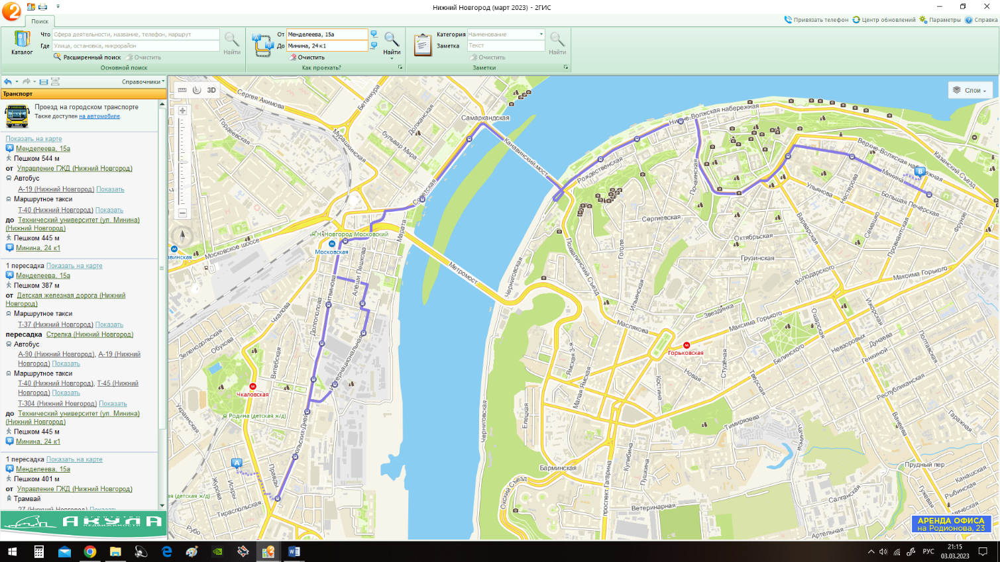 Нижний Новгород (март 2023) - 2ГИС
Поиск
Привязать телефон
Центр обновлений
Параметры
Справка
Каталог
Что
Сфера деятельности, название, телефон, маршрут
Где
Улица, остановка, микрорайон
Расширенный поиск
Очистить
Найти
Основной поиск
От
Менделеева, 15а
До
Минина, 24 к1
Очистить
Найти
Как проехать?
Категория
Наименование
Заметка
Текст
Очистить
Найти
Заметки
Справочники
Транспорт
Проезд на городском транспорте
Также доступен на автомобиле.
Показать на карте
А Менделеева, 15а
Пешком 544 м
от Управление ГЖД (Нижний Новгород)
Автобус
А-19 (Нижний Новгород) Показать
Маршрутное такси
Т-40 (Нижний Новгород) Показать
до Технический университет (ул. Минина)
(Нижний Новгород)
Пешком 445 м
В Минина, 24 к1
1 пересадка Показать на карте
А Менделеева, 15а
Пешком 387 м
от Детская железная дорога (Нижний
Новгород)
Маршрутное такси
Т-37 (Нижний Новгород) Показать
пересадка Стрелка (Нижний Новгород)
Автобус
А-90 (Нижний Новгород), А-19 (Нижний
Новгород) Показать
Маршрутное такси
Т-40 (Нижний Новгород), Т-45 (Нижний
Новгород) Показать
Т-304 (Нижний Новгород) Показать
до Технический университет (ул. Минина)
(Нижний Новгород)
Пешком 445 м
В Минина, 24 к1
1 пересадка Показать на карте
А Менделеева, 15а
Пешком 401 м
от Управление ГЖД (Нижний Новгород)
Трамвай
27 (Нижний Новгород) Показать
АГЕНТСТВО
АКУЛА
НЕДВИЖИМОСТИ
3D
Слои
Сергея Акимова
Бетанкура
Гордеевская
Мурашкинская
Должанская
бульвар Мира
Самаркандская
Канавинский мост
Советская
Нижне-Волжская набережная
Рождественская
Почаинская
Верхне-Волжская набережная
Казанский Съезд
Минина
Большая Печёрская
Нестерова
Ульянова
Семашко
Фрунзе
Провиантская
Варварская
Сергиевская
Октябрьская
Грузинская
Гоголя
Похвалинский Съезд
Володарского
Максима Горького
Н.Новгород-Московский
Московская
Московское шоссе
Марата
Метромост
Черниговская
Алёши Пешкова
Литвинова
Долгополова
Чкалова
Зеленодольская
Обухова
Витебская
Интернациональная
Чкаловская
Родина (детская ж/д)
Украинская
Октябрьских Дней
Правды
Искры
Журова
Тираспольская
Рубо
Ильинская
Звездинка
Маслякова
Максима Горького
Горьковская
Ямская 3-я
Малая Ямская
Новая
Студёная
Костина
Белинского
Ошарская
Ижорская
Невзоровых
Дунаева
Генкиной
Полтавская
Тверская
Республиканская
Ванеева
Гаражная
Тимирязева
Чачиной
Елецкая
Черниговская
Барминская
Окский Съезд
проспект Гагарина
Кулибина
Пушкина
Ветеринарная
Салганская
Артельная
Гужевая
Рыбинская
Канашская
Прудный пер
АРЕНДА ОФИСА
на Родионова, 23
РУС
21:15
03.03.2023